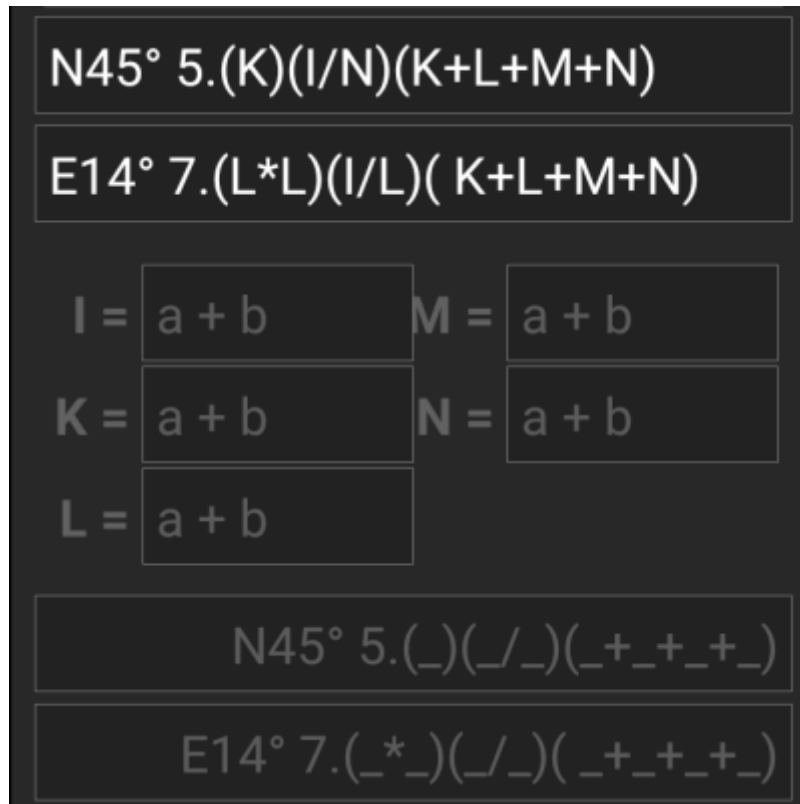 N45° 5.(K)(I/N)(K+L+M+N)
E14° 7.(L*L)(I/L)( K+L+M+N)
I = a + b M = a + b
K = a + b N = a + b
L = a + b
N45° 5.(_)(_/_)(_+_+_+_)
E14° 7.(_*_)(_/_)( _+_+_+_)